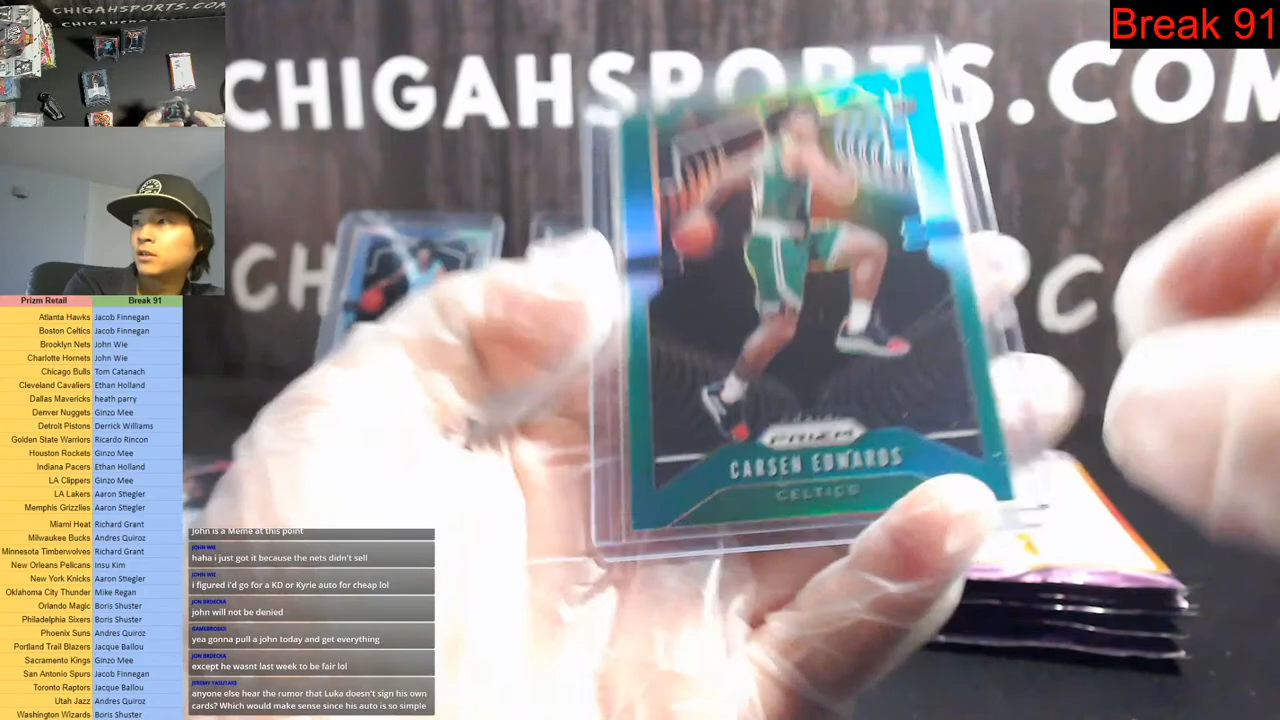 CHIGAHSPORTS
CHIGAHSPORTS.COM
Break 91
PRIZM
CARSEN EDWARDS
CELTICS
Prizm Retail Break 91
Atlanta Hawks Jacob Finnegan
Boston Celtics Jacob Finnegan
Brooklyn Nets John Wie
Charlotte Hornets John Wie
Chicago Bulls Tom Catanach
Cleveland Cavaliers Ethan Holland
Dallas Mavericks heath parry
Denver Nuggets Ginzo Mee
Detroit Pistons Derrick Williams
Golden State Warriors Ricardo Rincon
Houston Rockets Ginzo Mee
Indiana Pacers Ethan Holland
LA Clippers Ginzo Mee
LA Lakers Aaron Stiegler
Memphis Grizzlies Aaron Stiegler
Miami Heat Richard Grant
Milwaukee Bucks Andres Quiroz
Minnesota Timberwolves Richard Grant
New Orleans Pelicans Insu Kim
New York Knicks Aaron Stiegler
Oklahoma City Thunder Mike Regan
Orlando Magic Boris Shuster
Philadelphia Sixers Boris Shuster
Phoenix Suns Andres Quiroz
Portland Trail Blazers Jacque Ballou
Sacramento Kings Ginzo Mee
San Antonio Spurs Jacob Finnegan
Toronto Raptors Jacque Ballou
Utah Jazz Andres Quiroz
Washington Wizards Boris Shuster
john is a Meme at this point
JOHN WIE
haha i just got it because the nets didn't sell
JOHN WIE
i figured i'd go for a KD or Kyrie auto for cheap lol
JON BRDECKA
john will not be denied
yea gonna pull a john today and get everything
JON BRDECKA
except he wasnt last week to be fair lol
anyone else hear the rumor that Luka doesn't sign his own
cards? Which would make sense since his auto is so simple